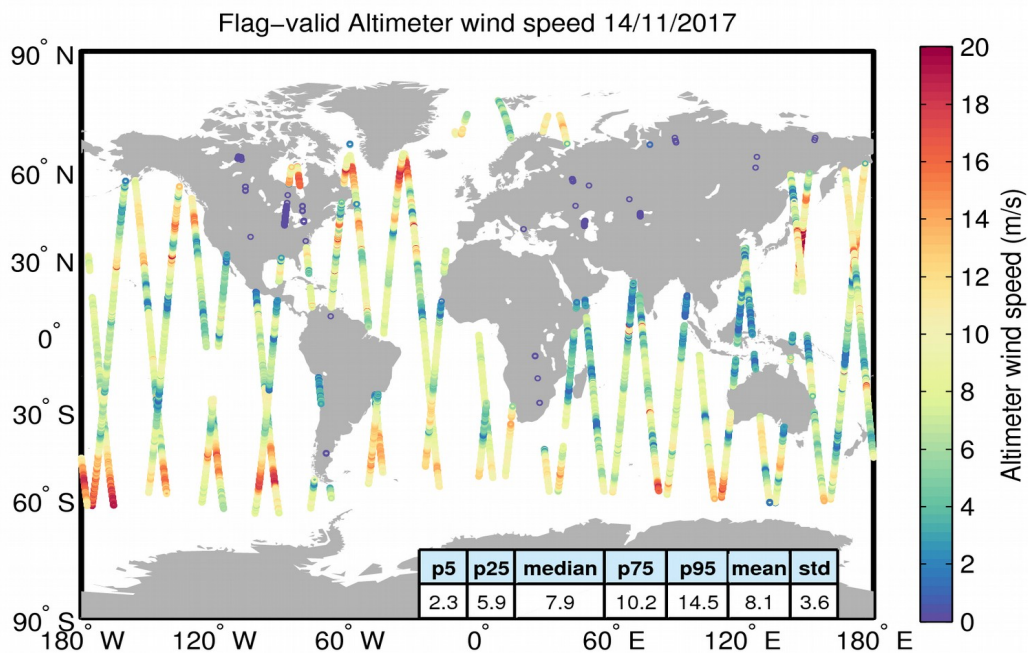 Flag−valid Altimeter wind speed 14/11/2017
90° N
60° N
30° N
0°
30° S
60° S
90° S
180° W
120° W
60° W
0°
60° E
120° E
180° E
p5 p25 median p75 p95 mean std
2.3 5.9 7.9 10.2 14.5 8.1 3.6
20
18
16
14
12
10
8
6
4
2
0
Altimeter wind speed (m/s)